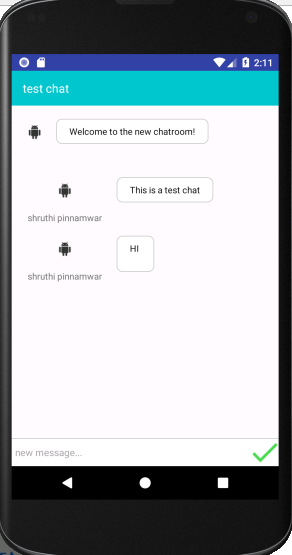 2:11
test chat
Welcome to the new chatroom!
This is a test chat
shruthi pinnamwar
HI
shruthi pinnamwar
new message...